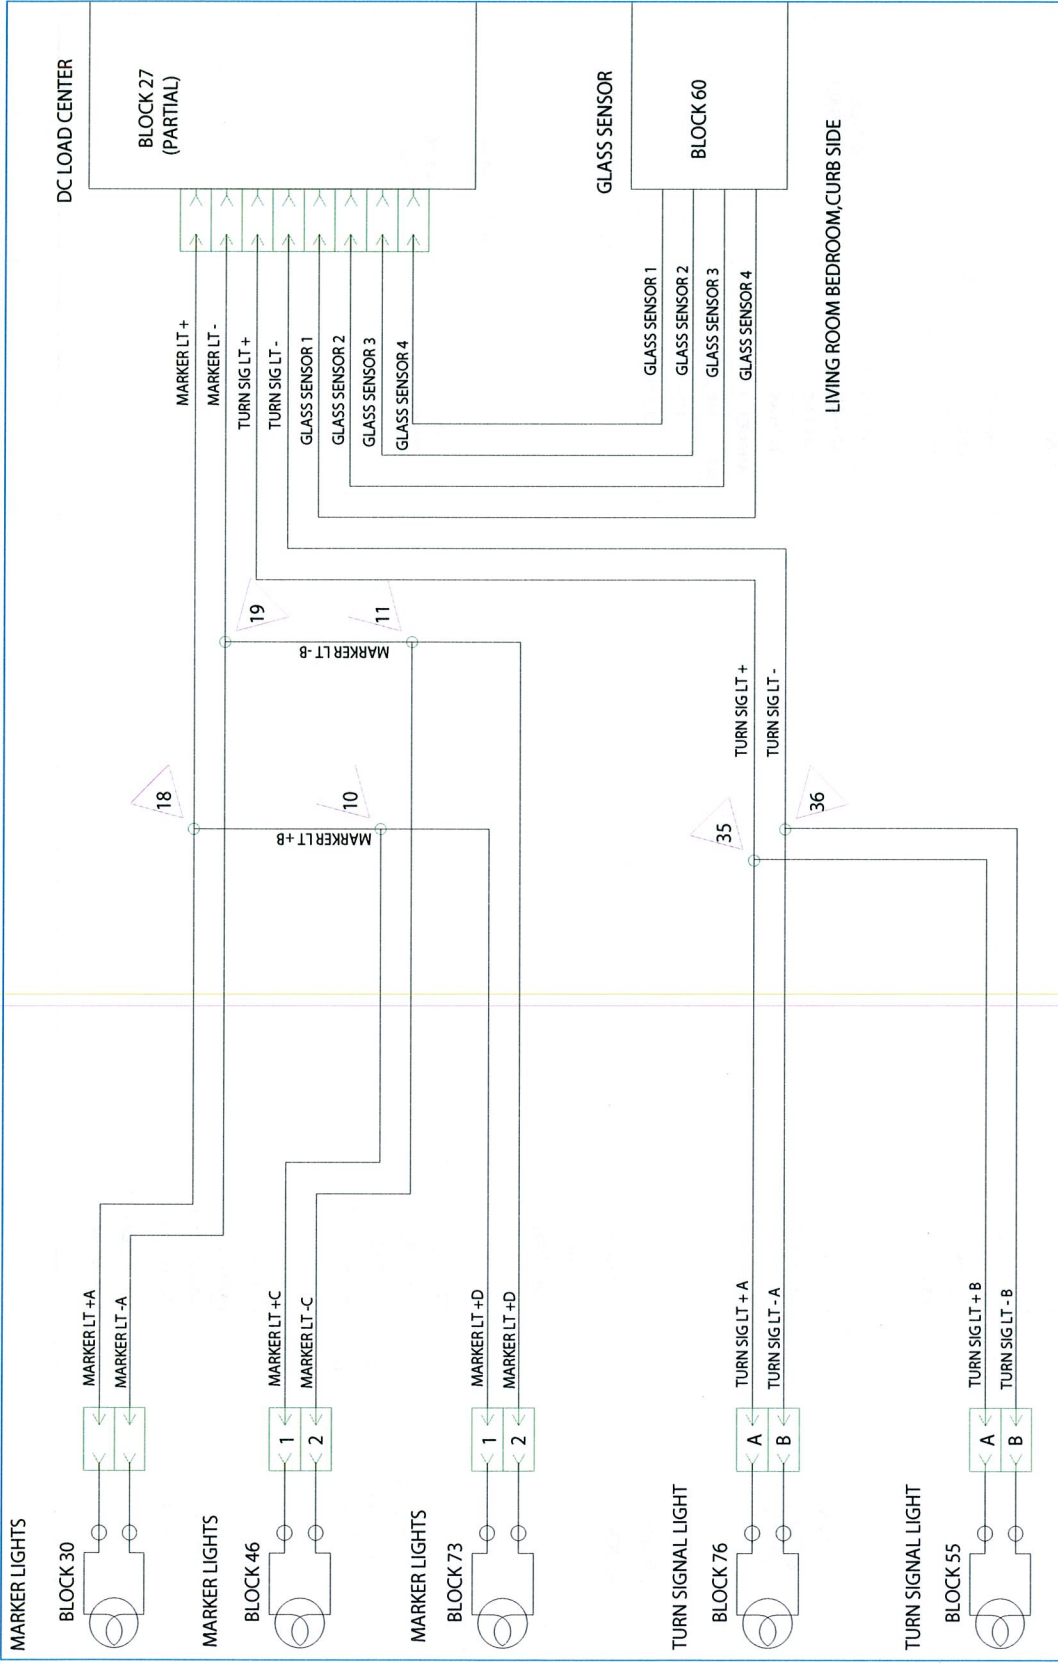 MARKER LIGHTS
BLOCK 30
MARKER LT +A
MARKER LT -A
MARKER LIGHTS
BLOCK 46
1
2
MARKER LT +C
MARKER LT -C
MARKER LIGHTS
BLOCK 73
1
2
MARKER LT +D
MARKER LT +D
TURN SIGNAL LIGHT
BLOCK 76
A
B
TURN SIG LT + A
TURN SIG LT - A
TURN SIGNAL LIGHT
BLOCK 55
A
B
TURN SIG LT + B
TURN SIG LT - B
18
MARKER LT +B
10
19
MARKER LT -B
11
35
36
TURN SIG LT +
TURN SIG LT -
MARKER LT +
MARKER LT -
TURN SIG LT +
TURN SIG LT -
GLASS SENSOR 1
GLASS SENSOR 2
GLASS SENSOR 3
GLASS SENSOR 4
DC LOAD CENTER
BLOCK 27
(PARTIAL)
GLASS SENSOR 1
GLASS SENSOR 2
GLASS SENSOR 3
GLASS SENSOR 4
GLASS SENSOR
BLOCK 60
LIVING ROOM BEDROOM,CURB SIDE